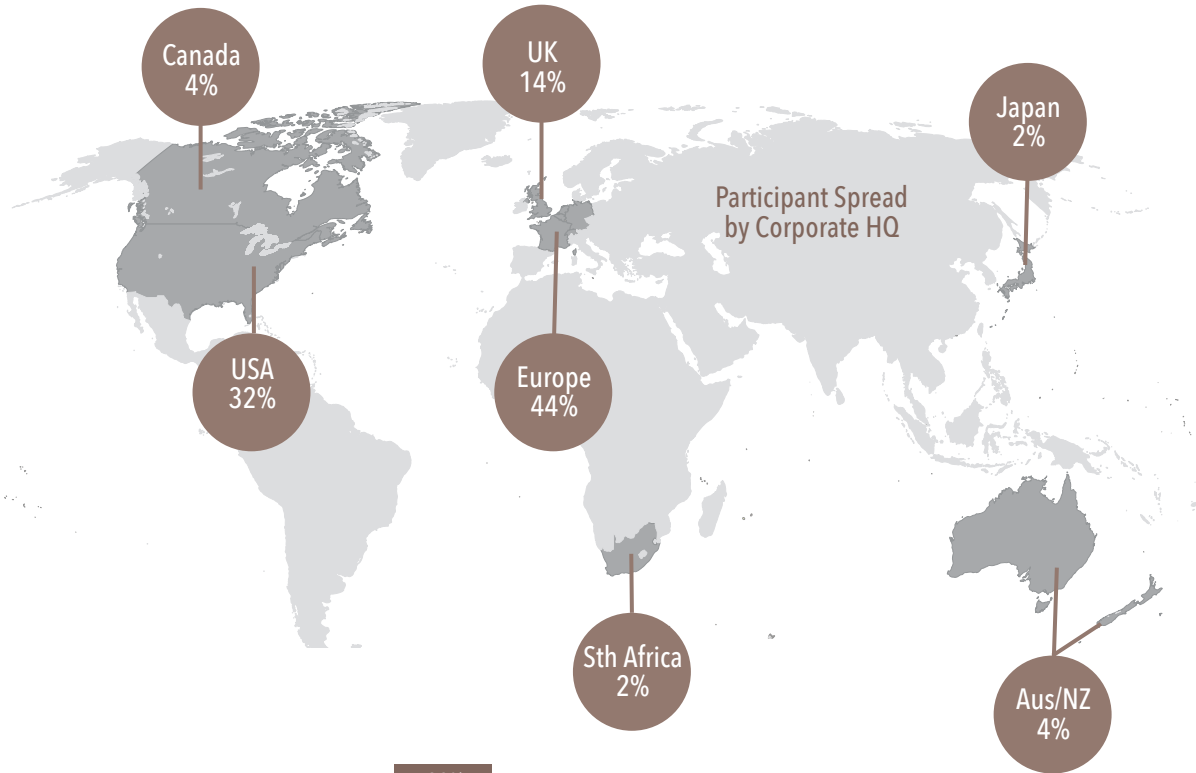 Canada
4%
UK
14%
Japan
2%
Participant Spread
by Corporate HQ
USA
32%
Europe
44%
Sth Africa
2%
Aus/NZ
4%